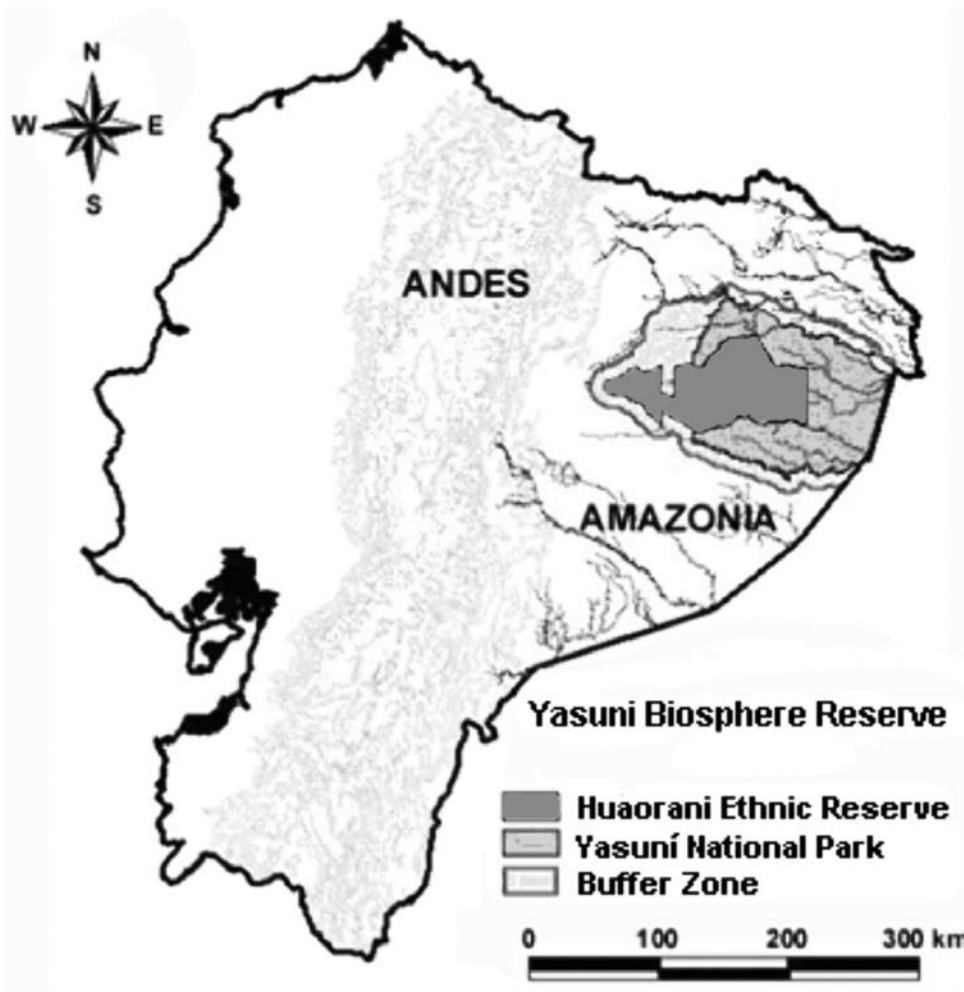 N
W E
S
ANDES
AMAZONIA
Yasuni Biosphere Reserve
Huaorani Ethnic Reserve
Yasuní National Park
Buffer Zone
0 100 200 300 km